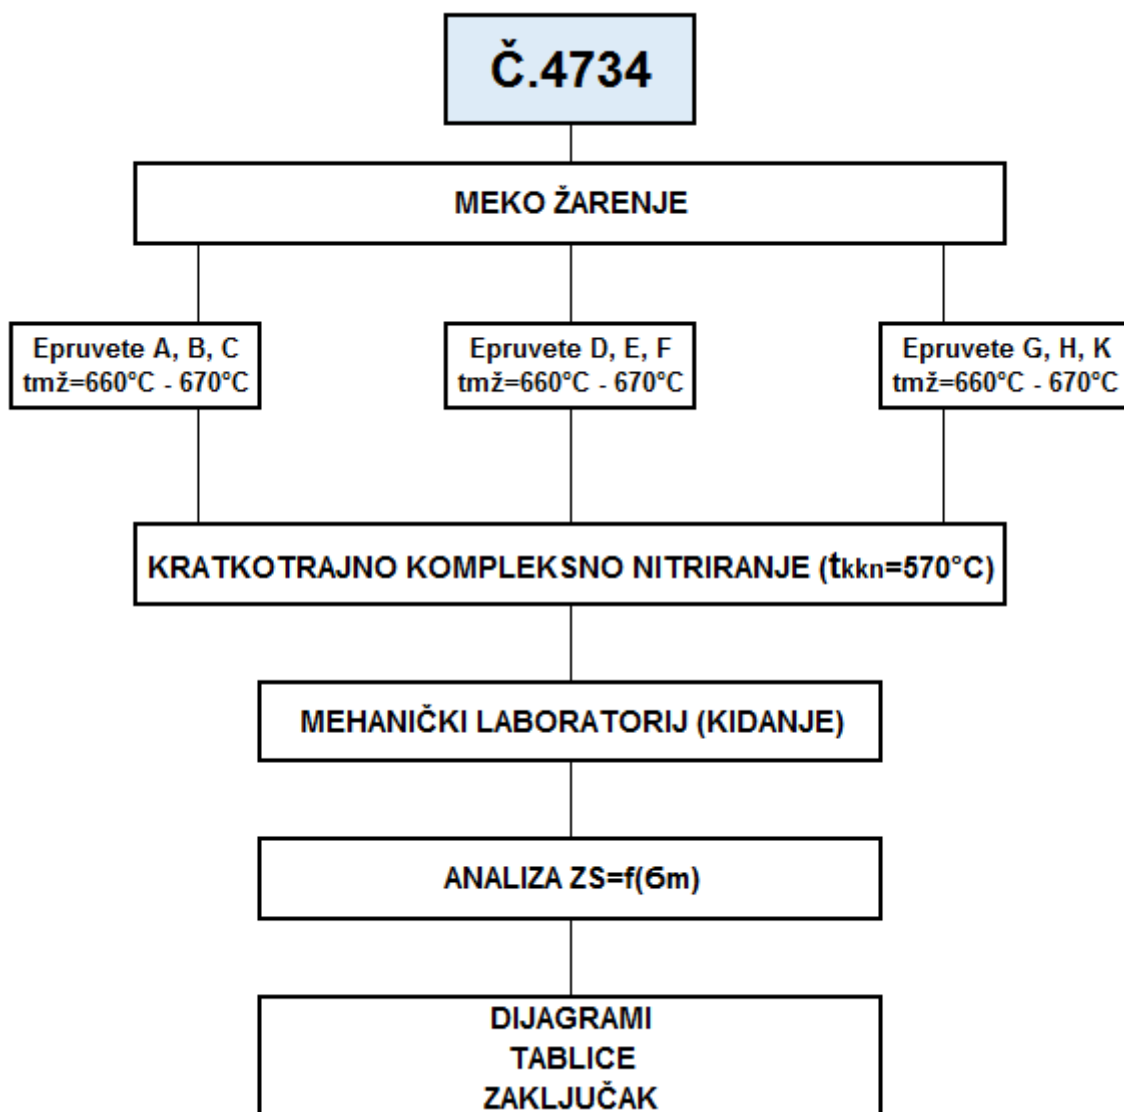 Č.4734
MEKO ŽARENJE
Epruvete A, B, C
tmž=660°C - 670°C
Epruvete D, E, F
tmž=660°C - 670°C
Epruvete G, H, K
tmž=660°C - 670°C
KRATKOTRAJNO KOMPLEKSNO NITRIRANJE (tkkn=570°C)
MEHANIČKI LABORATORIJ (KIDANJE)
ANALIZA ZS=f(Ϭm)
DIJAGRAMI
TABLICE
ZAKLJUČAK